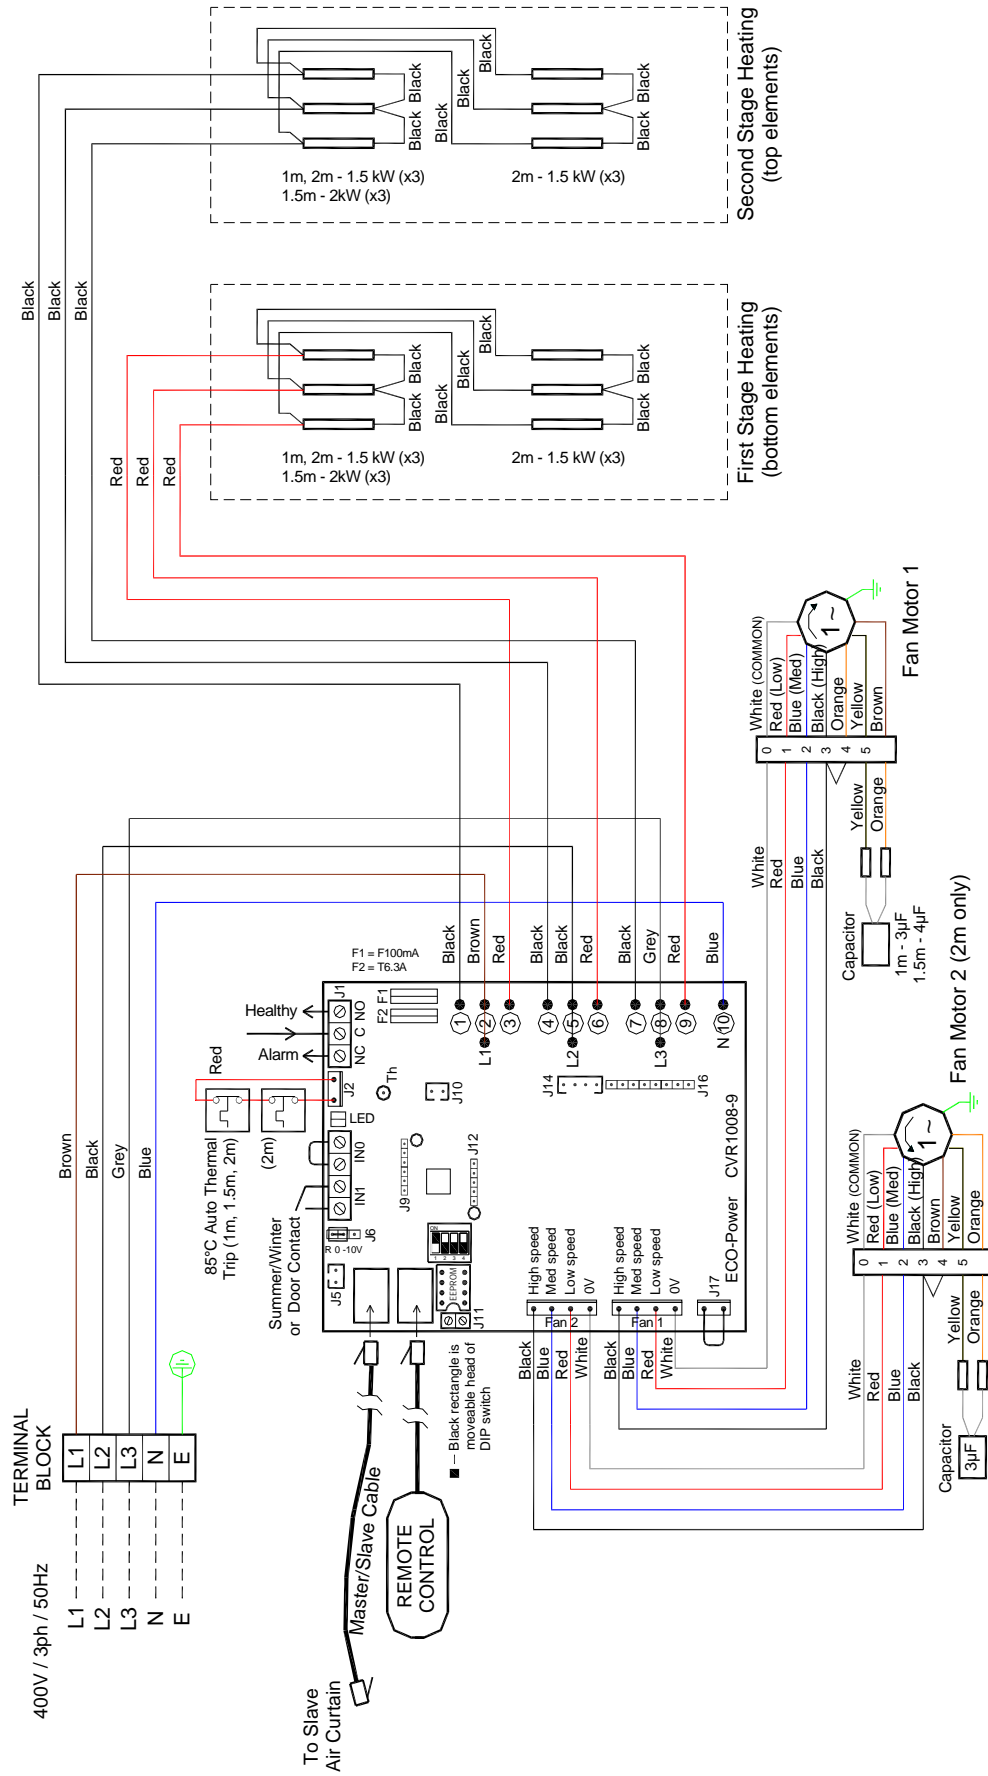 400V / 3ph / 50Hz
L1
L2
L3
N
E
TERMINAL
BLOCK
L1
L2
L3
N
E
Brown
Black
Grey
Blue
To Slave
Air Curtain
Master/Slave Cable
REMOTE
CONTROL
Black rectangle is
moveable head of
DIP switch
85°C Auto Thermal
Trip (1m, 1.5m, 2m)
(2m)
Red
Summer/Winter
or Door Contact
Alarm
Healthy
F1 = F100mA
F2 = T6.3A
J5
R 0 -10V
J6
IN1
IN0
LED
J2
NC
C
NO
J1
F2
F1
Th
J9
J12
J10
EEPROM
J11
ON
1 2 3 4
J14
J16
1
2
3
4
5
6
7
8
9
N 10
L1
L2
L3
Black
Brown
Red
Black
Black
Red
Black
Grey
Red
Blue
High speed
Med speed
Low speed
0V
Fan 2
High speed
Med speed
Low speed
0V
Fan 1
J17
ECO-Power CVR1008-9
Black
Blue
Red
White
Black
Blue
Red
White
Black
Black
Black
Red
Red
Red
1m, 2m - 1.5 kW (x3)
1.5m - 2kW (x3)
2m - 1.5 kW (x3)
Black
Black
Black
Black
Black
Black
Black
Second Stage Heating
(top elements)
1m, 2m - 1.5 kW (x3)
1.5m - 2kW (x3)
2m - 1.5 kW (x3)
Black
Black
Black
Black
Black
Black
Black
First Stage Heating
(bottom elements)
White
Red
Blue
Black
0
1
2
3
4
5
White (COMMON)
Red (Low)
Blue (Med)
Black (High)
Orange
Yellow
Brown
Yellow
Orange
Capacitor
1m - 3µF
1.5m - 4µF
1~
Fan Motor 1
White
Red
Blue
Black
0
1
2
3
4
5
White (COMMON)
Red (Low)
Blue (Med)
Black (High)
Brown
Yellow
Orange
Yellow
Orange
Capacitor
3µF
1~
Fan Motor 2 (2m only)